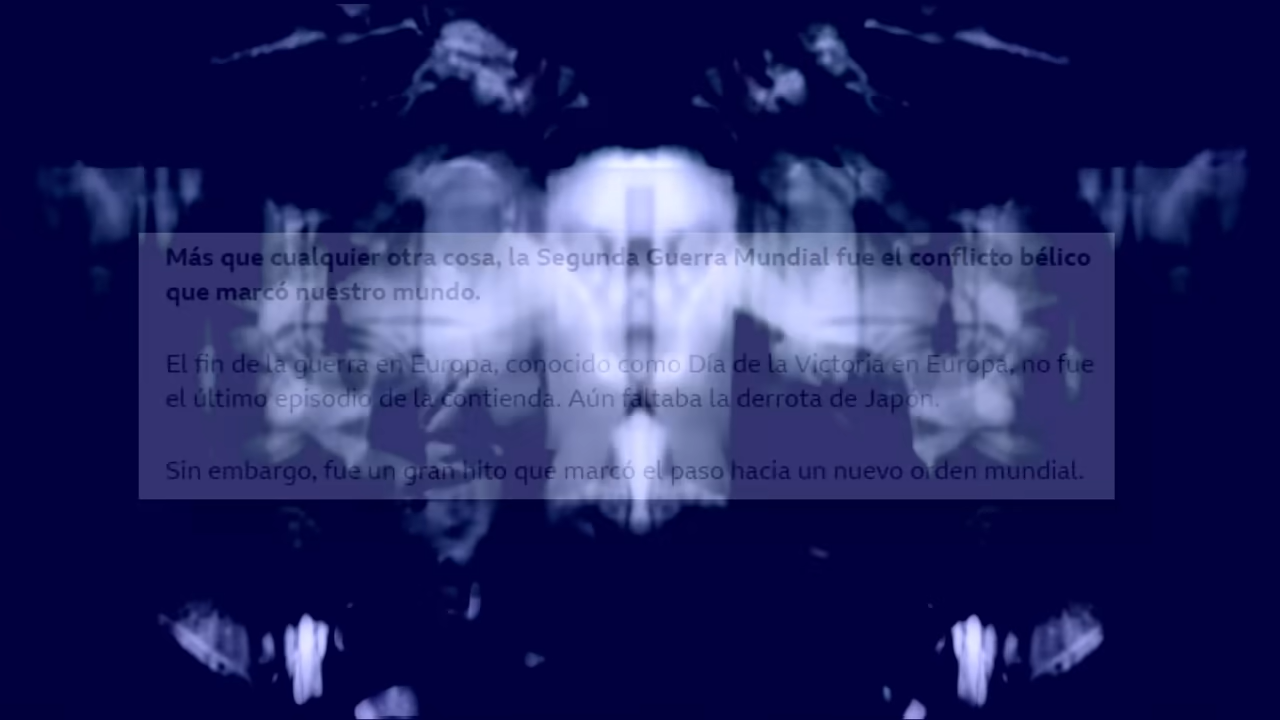 Más que cualquier otra cosa, la Segunda Guerra Mundial fue el conflicto bélico
que marcó nuestro mundo.
El fin de la guerra en Europa, conocido como Día de la Victoria en Europa, no fue
el último episodio de la contienda. Aún faltaba la derrota de Japón.
Sin embargo, fue un gran hito que marcó el paso hacia un nuevo orden mundial.